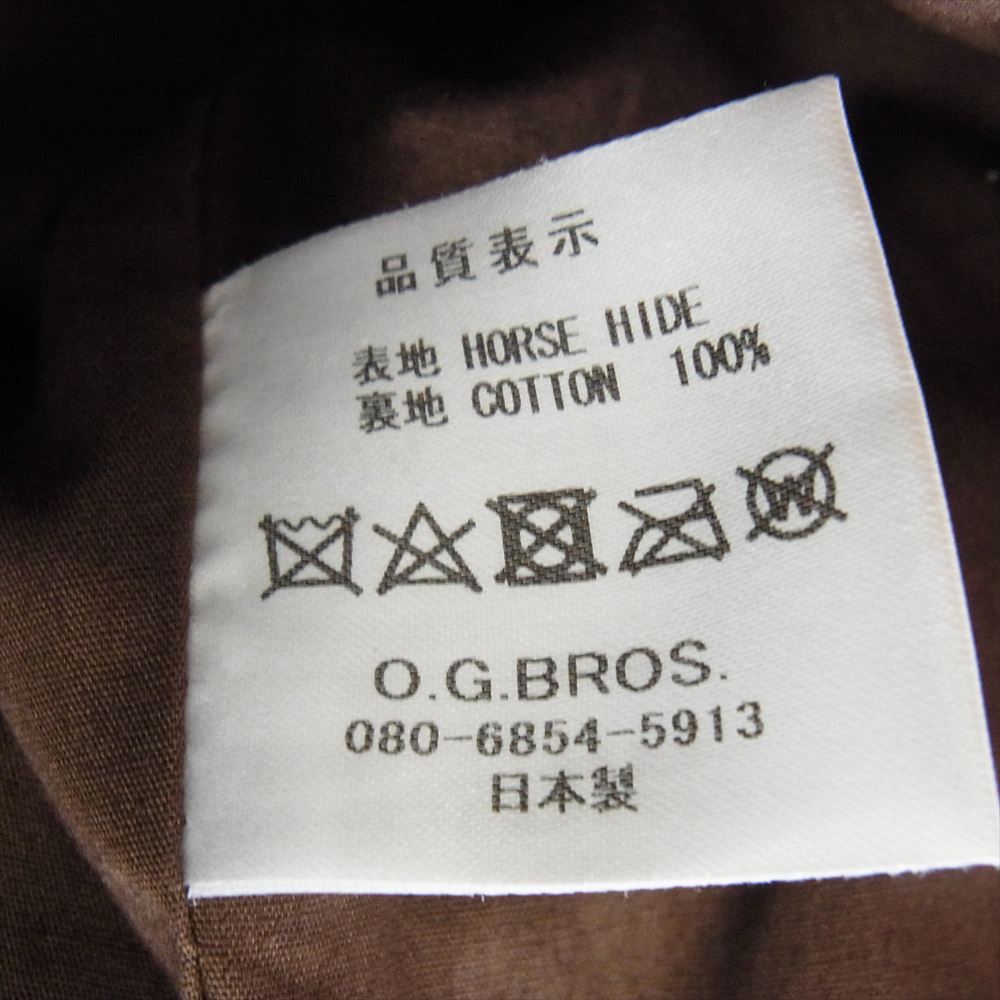 品質表示
表地 HORSE HIDE
裏地 COTTON 100%
W
O.G.BROS.
080-6854-5913
日本製